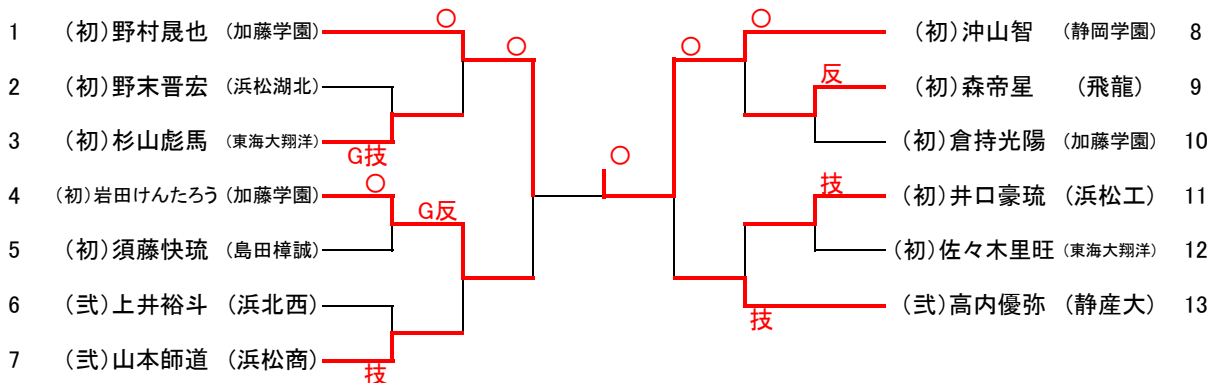 〇 〇 〇 〇
1 (初)野村晟也 (加藤学園) (初)沖山智 (静岡学園) 8
反
2 (初)野末晋宏 (浜松湖北) (初)森帝星 (飛龍) 9
3 (初)杉山彪馬 (東海大翔洋) (初)倉持光陽 (加藤学園) 10
G技 〇
〇 技
4 (初)岩田けんたろう (加藤学園) (初)井口豪琉 (浜松工) 11
G反
5 (初)須藤快琉 (島田樟誠) (初)佐々木里旺 (東海大翔洋) 12
6 (弐)上井裕斗 (浜北西) (弐)高内優弥 (静産大) 13
技
7 (弐)山本師道 (浜松商)
技